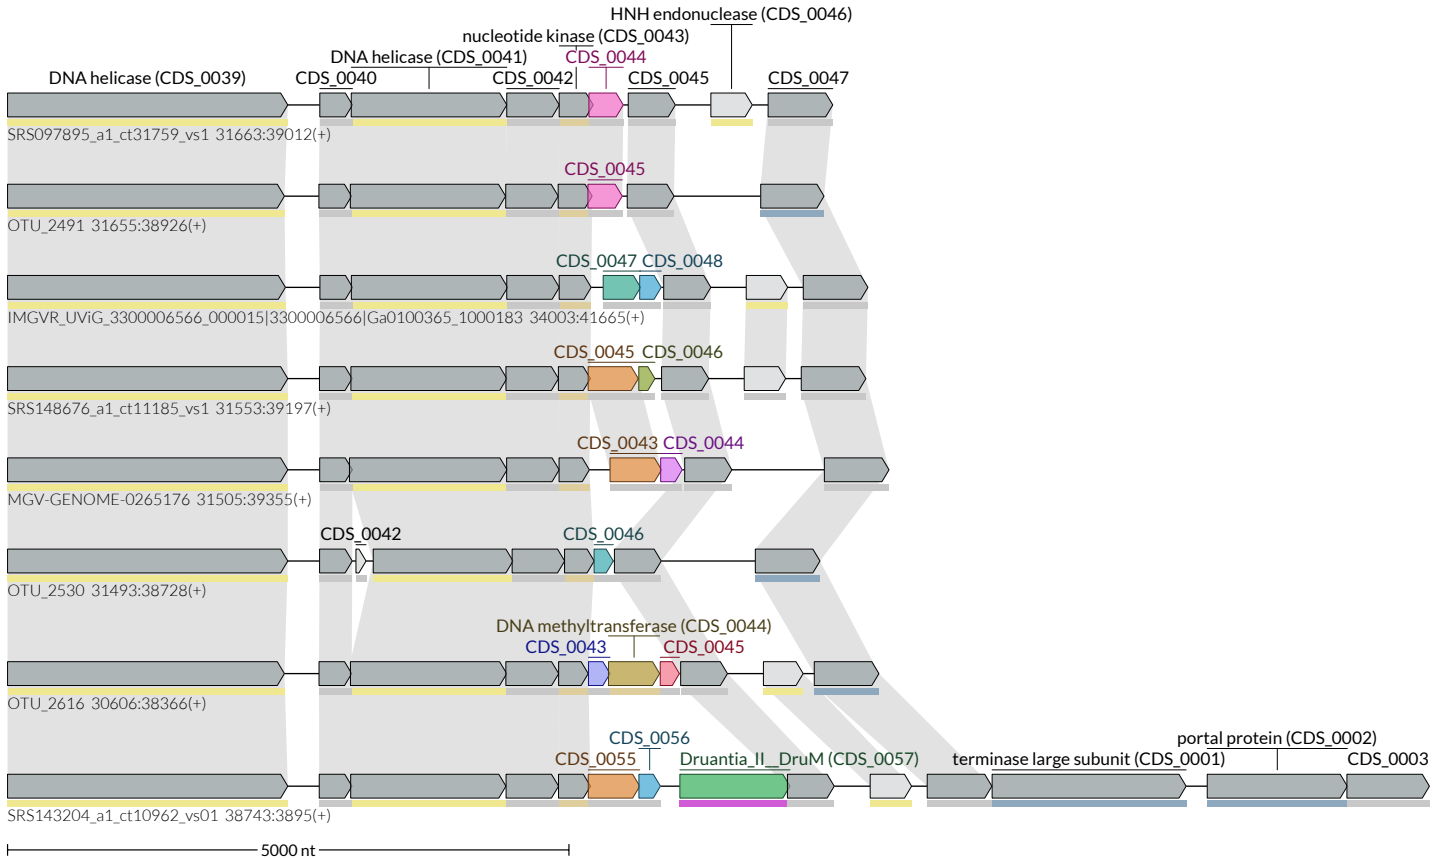 HNH endonuclease (CDS_0046)
nucleotide kinase (CDS_0043)
DNA helicase (CDS_0041) CDS_0044
DNA helicase (CDS_0039) CDS_0040 CDS_0042 CDS_0045 CDS_0047
SRS097895_a1_ct31759_vs1 31663:39012(+)
CDS_0045
OTU_2491 31655:38926(+)
CDS_0047 CDS_0048
IMGVR_UViG_3300006566_000015|3300006566|Ga0100365_1000183 34003:41665(+)
CDS_0045 CDS_0046
SRS148676_a1_ct11185_vs1 31553:39197(+)
CDS_0043 CDS_0044
MGV-GENOME-0265176 31505:39355(+)
CDS_0042 CDS_0046
OTU_2530 31493:38728(+)
DNA methyltransferase (CDS_0044)
CDS_0043 CDS_0045
OTU_2616 30606:38366(+)
CDS_0056 portal protein (CDS_0002)
CDS_0055 Druantia_II__DruM (CDS_0057) terminase large subunit (CDS_0001) CDS_0003
SRS143204_a1_ct10962_vs01 38743:3895(+)
5000 nt